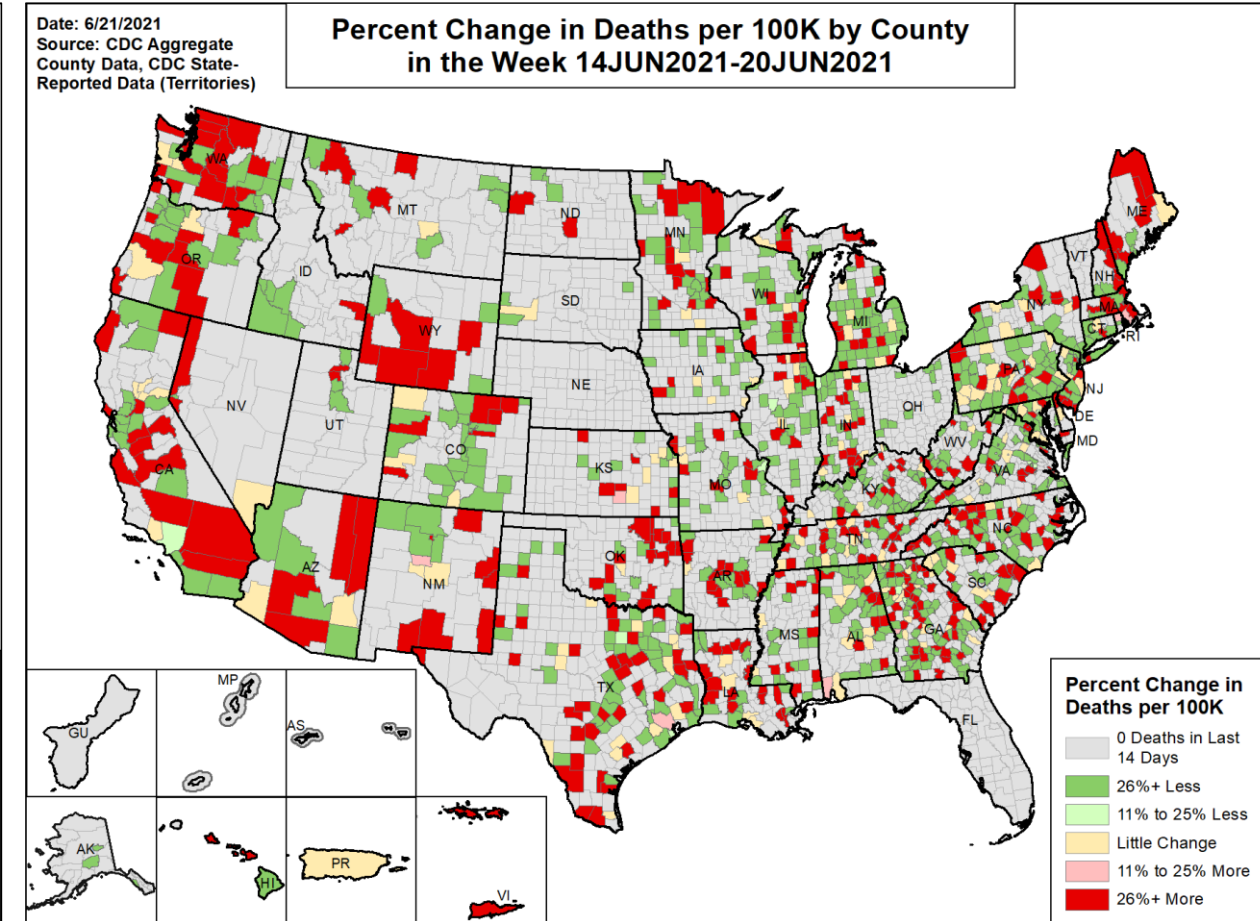 Date: 6/21/2021
Source: CDC Aggregate
County Data, CDC State-
Reported Data (Territories)
Percent Change in Deaths per 100K by County
in the Week 14JUN2021-20JUN2021
WA
MT
ND
MN
ME
OR
ID
SD
WI
MI
VT
NH
NY
MA
CT
RI
WY
IA
NE
PA
NJ
NV
UT
CO
IL
IN
OH
DE
MD
WV
VA
CA
KS
MO
KY
AZ
NM
OK
AR
TN
NC
SC
TX
LA
MS
AL
GA
FL
GU
MP
AS
AK
HI
PR
VI
Percent Change in
Deaths per 100K
0 Deaths in Last
14 Days
26%+ Less
11% to 25% Less
Little Change
11% to 25% More
26%+ More